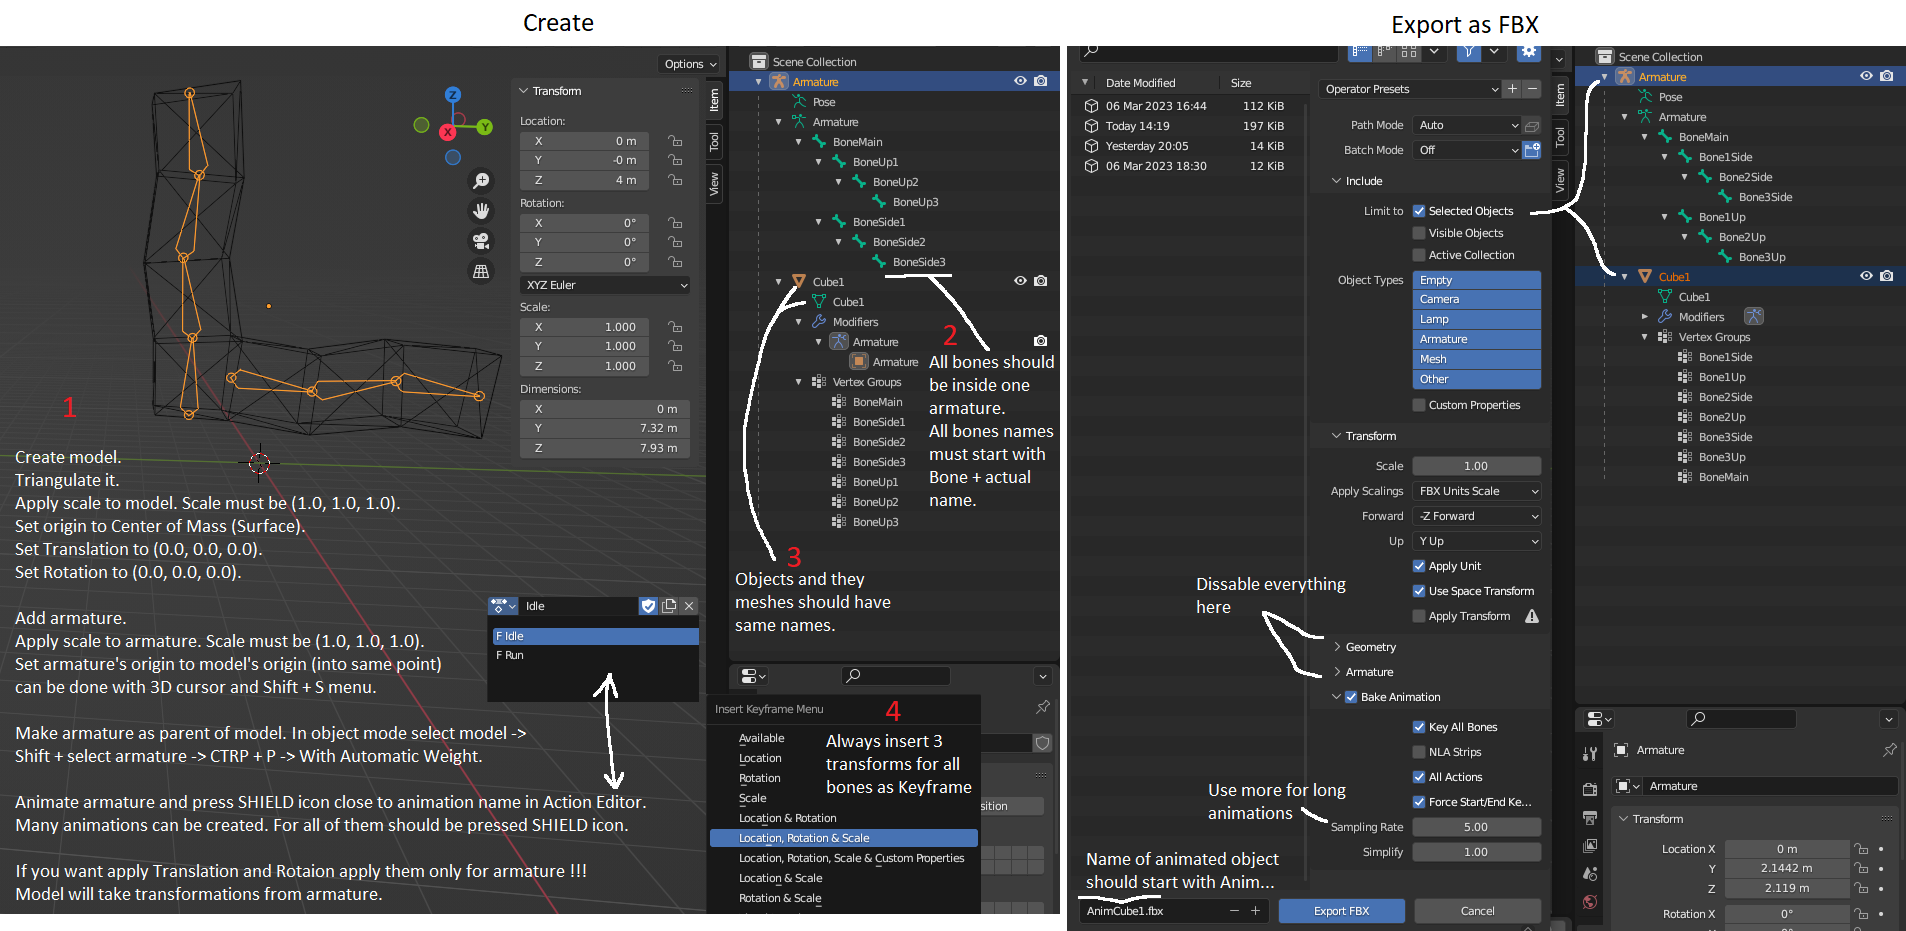 Create
Export as FBX
Options
Transform
Location:
X 0 m
Y -0 m
Z 4 m
Rotation:
X 0°
Y 0°
Z 0°
XYZ Euler
Scale:
X 1.000
Y 1.000
Z 1.000
Dimensions:
X 0 m
Y 7.32 m
Z 7.93 m
Item
Tool
View
Z
Y
X
1
Create model.
Triangulate it.
Apply scale to model. Scale must be (1.0, 1.0, 1.0).
Set origin to Center of Mass (Surface).
Set Translation to (0.0, 0.0, 0.0).
Set Rotation to (0.0, 0.0, 0.0).
Add armature.
Apply scale to armature. Scale must be (1.0, 1.0, 1.0).
Set armature's origin to model's origin (into same point)
can be done with 3D cursor and Shift + S menu.
Make armature as parent of model. In object mode select model ->
Shift + select armature -> CTRP + P -> With Automatic Weight.
Animate armature and press SHIELD icon close to animation name in Action Editor.
Many animations can be created. For all of them should be pressed SHIELD icon.
If you want apply Translation and Rotaion apply them only for armature !!!
Model will take transformations from armature.
Idle
F Idle
F Run
Scene Collection
Armature
Pose
Armature
BoneMain
BoneUp1
BoneUp2
BoneUp3
BoneSide1
BoneSide2
BoneSide3
Cube1
Cube1
Modifiers
Armature
Armature
Vertex Groups
BoneMain
BoneSide1
BoneSide2
BoneSide3
BoneUp1
BoneUp2
BoneUp3
2
All bones should
be inside one
armature.
All bones names
must start with
Bone + actual
name.
3
Objects and they
meshes should have
same names.
Insert Keyframe Menu
Available
Location
Rotation
Scale
Location & Rotation
Location, Rotation & Scale
Location, Rotation, Scale & Custom Properties
Location & Scale
Rotation & Scale
4
Always insert 3
transforms for all
bones as Keyframe
sition
Date Modified Size
06 Mar 2023 16:44 112 KiB
Today 14:19 197 KiB
Yesterday 20:05 14 KiB
06 Mar 2023 18:30 12 KiB
Operator Presets
Path Mode Auto
Batch Mode Off
Include
Limit to Selected Objects
Visible Objects
Active Collection
Object Types Empty
Camera
Lamp
Armature
Mesh
Other
Custom Properties
Transform
Scale 1.00
Apply Scalings FBX Units Scale
Forward -Z Forward
Up Y Up
Apply Unit
Use Space Transform
Apply Transform
Geometry
Armature
Bake Animation
Key All Bones
NLA Strips
All Actions
Force Start/End Ke...
Sampling Rate 5.00
Simplify 1.00
Dissable everything
here
Use more for long
animations
Name of animated object
should start with Anim...
AnimCube1.fbx
Export FBX
Cancel
Item
Tool
View
Scene Collection
Armature
Pose
Armature
BoneMain
Bone1Side
Bone2Side
Bone3Side
Bone1Up
Bone2Up
Bone3Up
Cube1
Cube1
Modifiers
Vertex Groups
Bone1Side
Bone1Up
Bone2Side
Bone2Up
Bone3Side
Bone3Up
BoneMain
Armature
Armature
Transform
Location X 0 m
Y 2.1442 m
Z 2.119 m
Rotation X 0°